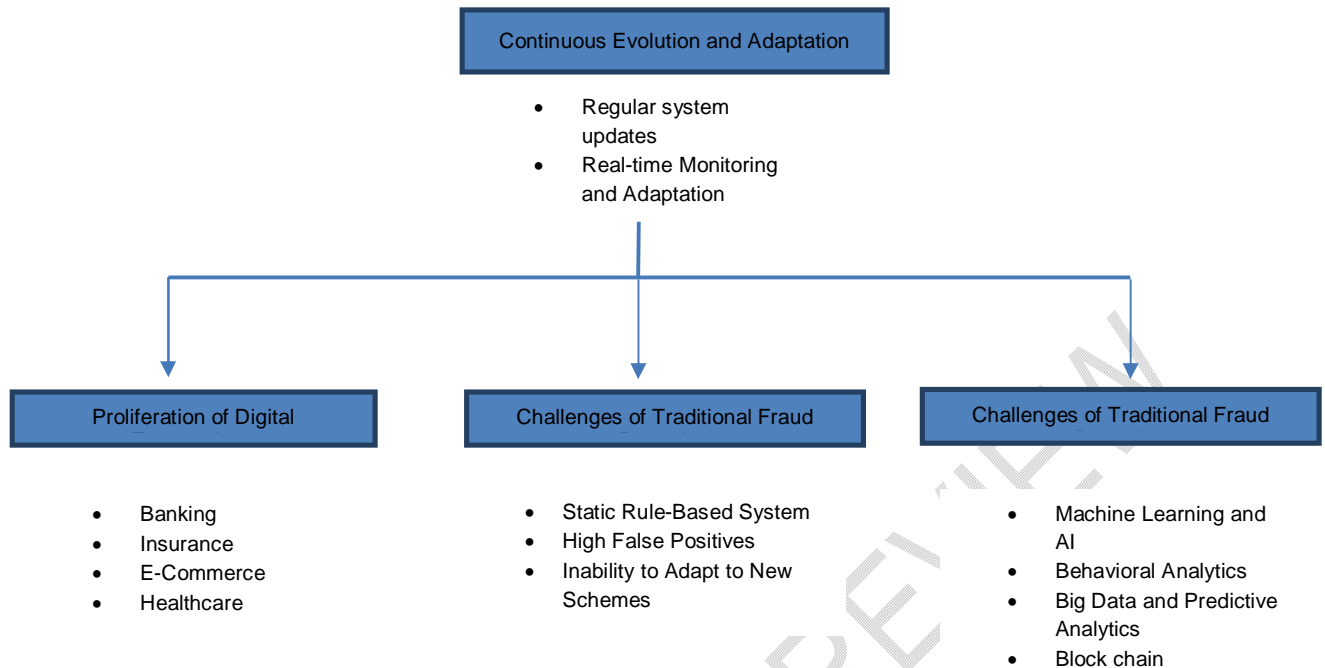 Continuous Evolution and Adaptation
• Regular system
updates
• Real-time Monitoring
and Adaptation
Proliferation of Digital
• Banking
• Insurance
• E-Commerce
• Healthcare
Challenges of Traditional Fraud
• Static Rule-Based System
• High False Positives
• Inability to Adapt to New
Schemes
Challenges of Traditional Fraud
• Machine Learning and
AI
• Behavioral Analytics
• Big Data and Predictive
Analytics
• Block chain